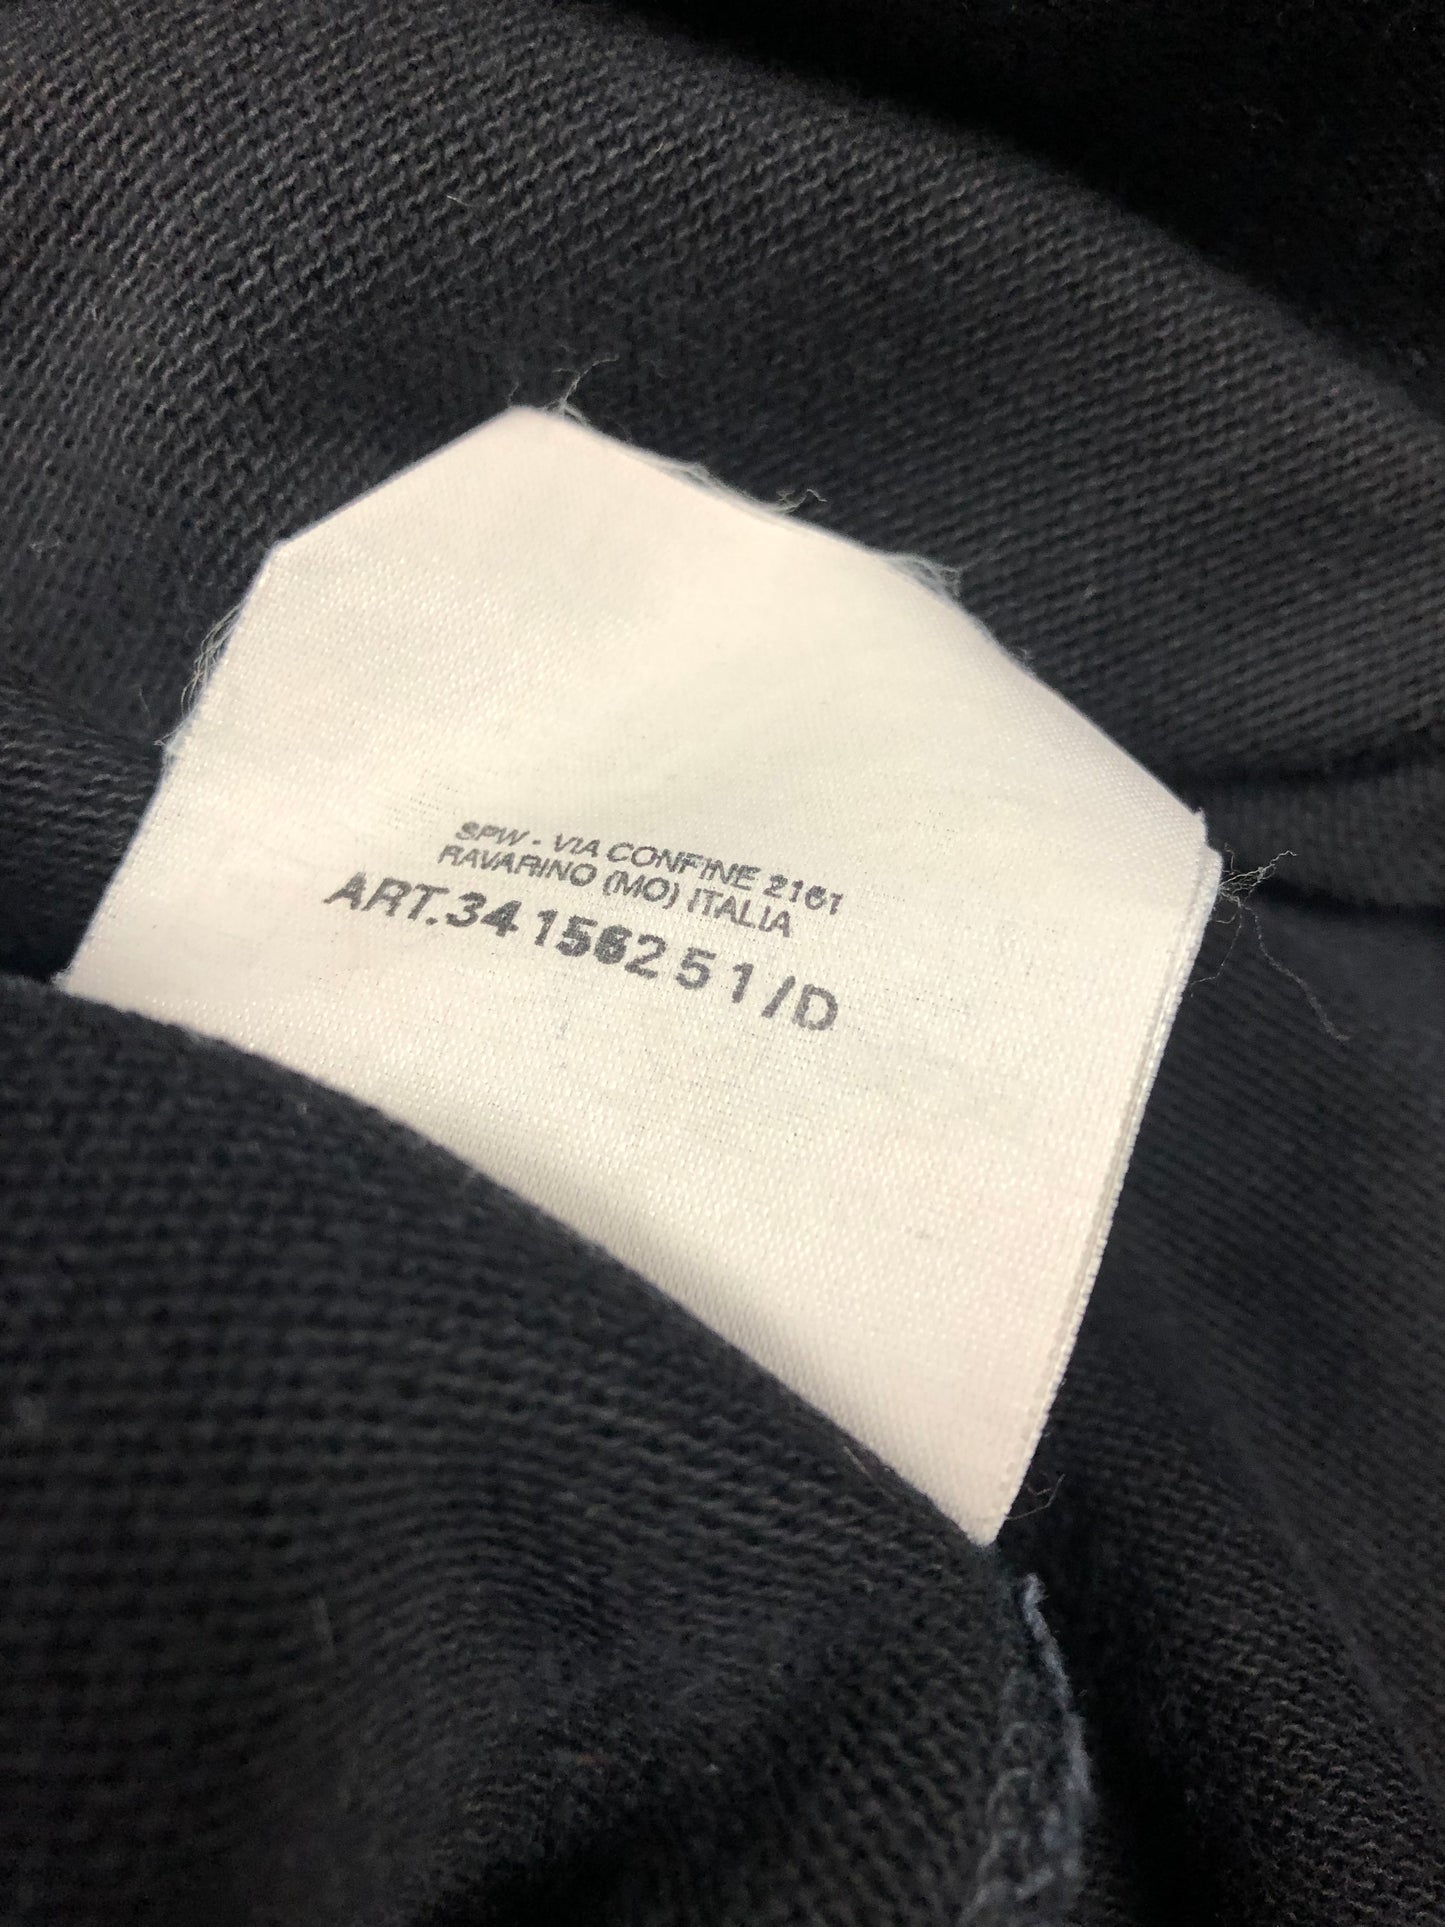 SPW - VIA CONFINE 2161
RAVARINO (MO) ITALIA
ART.34156251/D